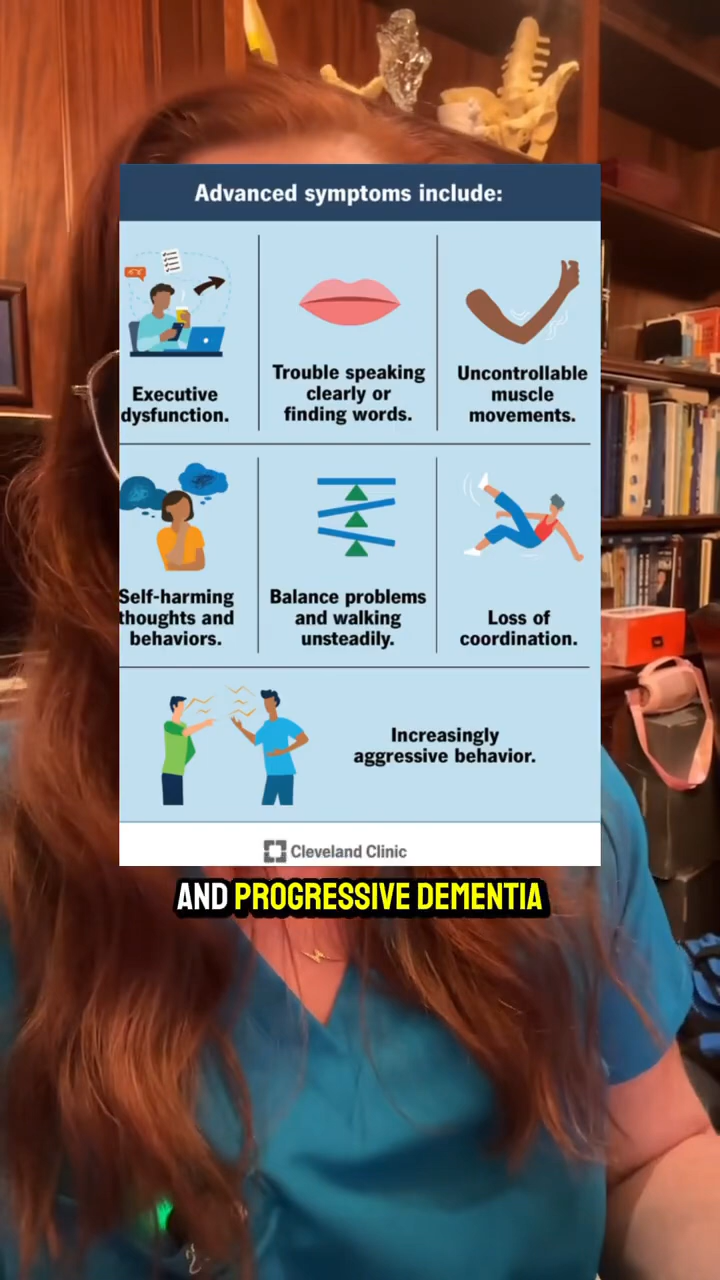 Advanced symptoms include:
Executive
dysfunction.
Trouble speaking
clearly or
finding words.
Uncontrollable
muscle
movements.
Self-harming
thoughts and
behaviors.
Balance problems
and walking
unsteadily.
Loss of
coordination.
Increasingly
aggressive behavior.
Cleveland Clinic
AND PROGRESSIVE DEMENTIA